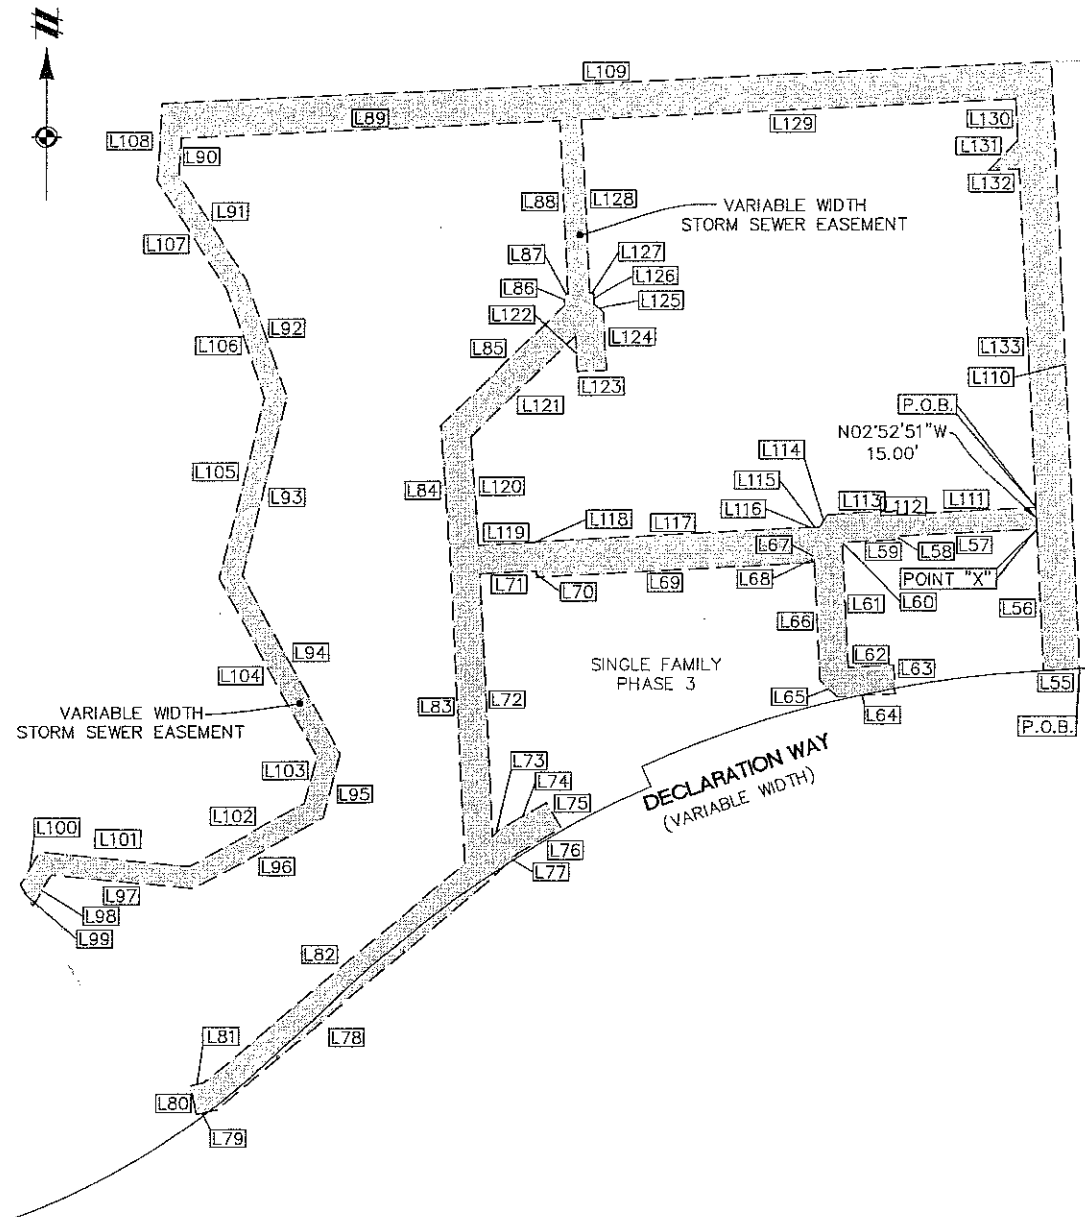 N
L109
L89
L129
L108
L90
L130
L131
L132
L91
L107
L88
L128
VARIABLE WIDTH
STORM SEWER EASEMENT
L87
L127
L86
L126
L125
L122
L124
L92
L106
L85
L133
L110
L123
L121
P.O.B.
N02°52'51"W
15.00'
L114
L105
L84
L120
L115
L93
L116
L113
L112
L111
L119
L118
L117
L67
L59
L58
L57
L71
L70
L69
L68
POINT "X"
L61
L60
L56
L66
L94
L104
SINGLE FAMILY
PHASE 3
L62
L63
L55
L65
L64
VARIABLE WIDTH
STORM SEWER EASEMENT
L83
L72
P.O.B.
L103
L73
L74
L75
DECLARATION WAY
(VARIABLE WIDTH)
L95
L102
L100
L101
L76
L77
L96
L97
L98
L99
L82
L81
L78
L80
L79